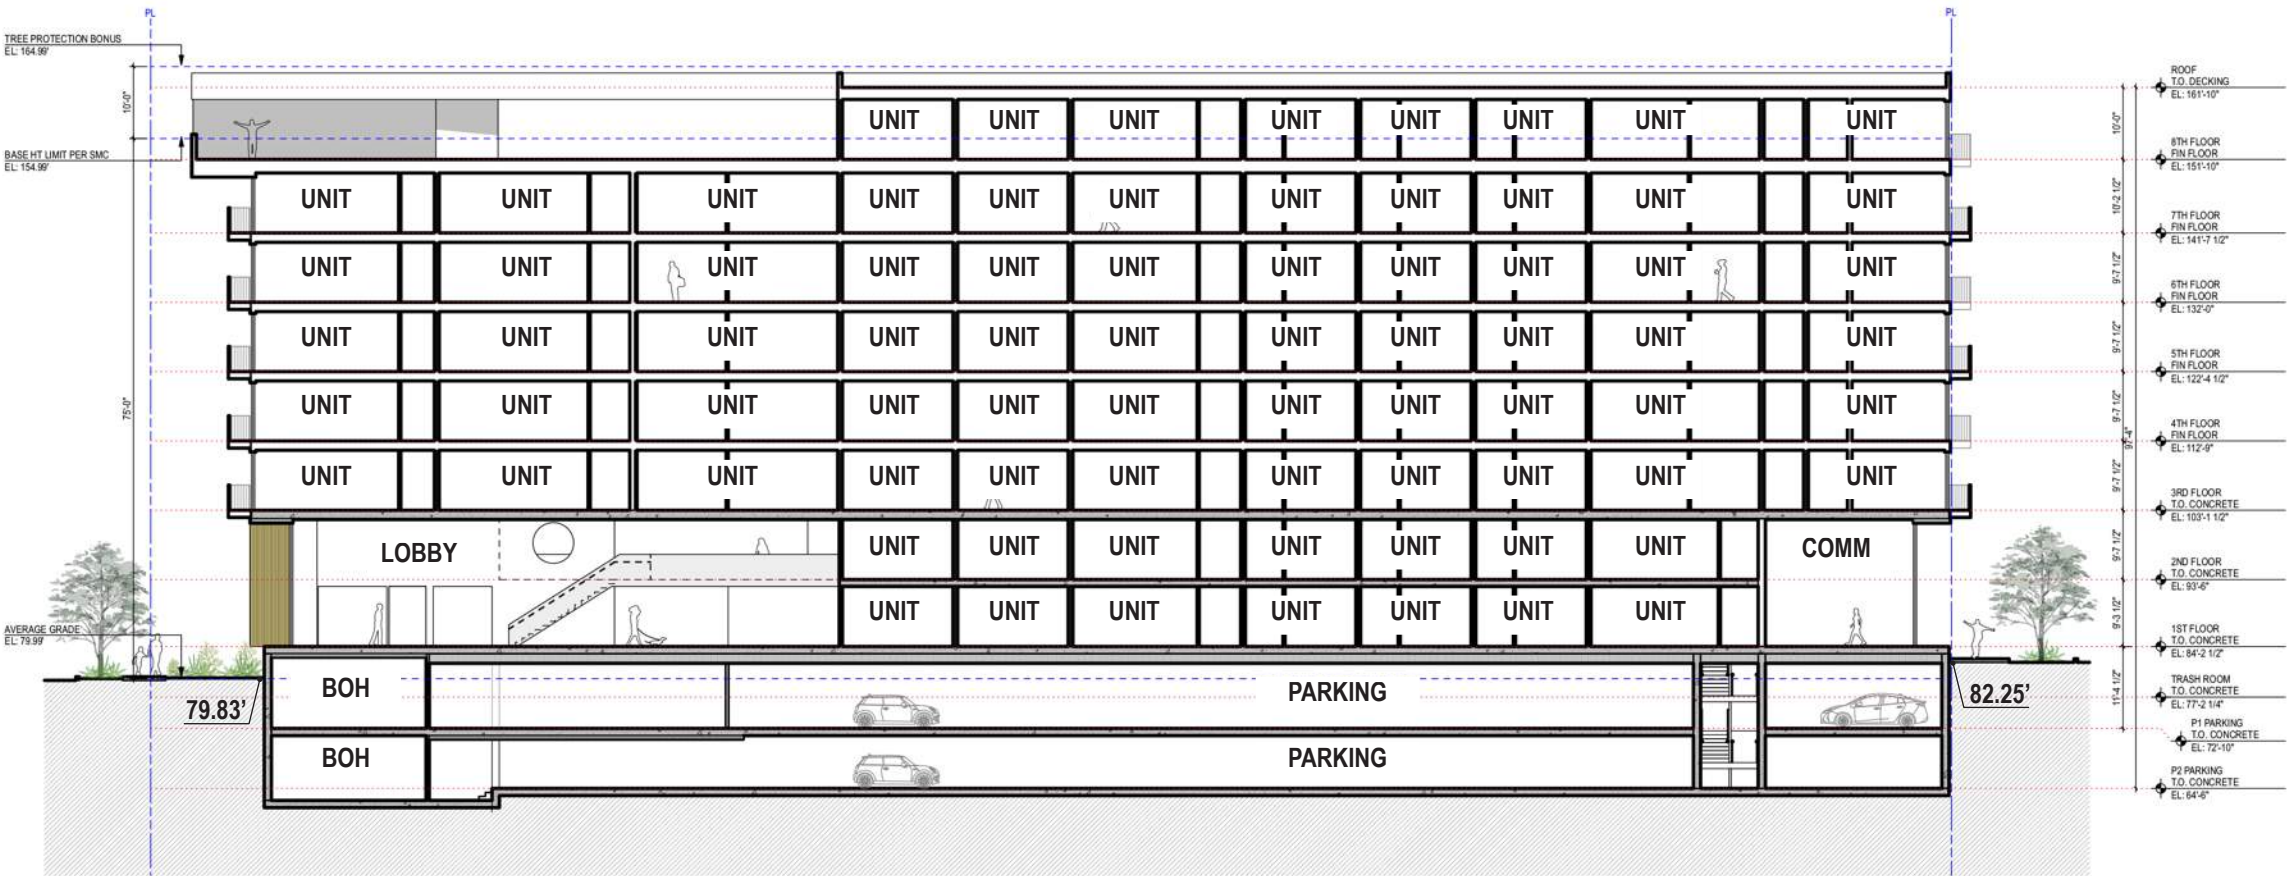 PL
PL
TREE PROTECTION BONUS
EL: 164.99'
10'-0"
BASE HT LIMIT PER SMC
EL: 154.99'
75'-0"
AVERAGE GRADE
EL: 79.99'
UNIT UNIT UNIT UNIT UNIT UNIT UNIT UNIT
UNIT UNIT UNIT UNIT UNIT UNIT UNIT UNIT UNIT UNIT UNIT
UNIT UNIT UNIT UNIT UNIT UNIT UNIT UNIT UNIT UNIT UNIT
UNIT UNIT UNIT UNIT UNIT UNIT UNIT UNIT UNIT UNIT UNIT
UNIT UNIT UNIT UNIT UNIT UNIT UNIT UNIT UNIT UNIT UNIT
UNIT UNIT UNIT UNIT UNIT UNIT UNIT UNIT UNIT UNIT UNIT
LOBBY UNIT UNIT UNIT UNIT UNIT UNIT UNIT COMM
UNIT UNIT UNIT UNIT UNIT UNIT UNIT
79.83' BOH PARKING 82.25'
BOH PARKING
10'-0"
10'-2 1/2"
9'-7 1/2"
9'-7 1/2"
9'-7 1/2"
9'-7 1/2"
9'-7 1/2"
9'-3 1/2"
11'-4 1/2"
97'-4"
ROOF
T.O. DECKING
EL: 161'-10"
8TH FLOOR
FIN FLOOR
EL: 151'-10"
7TH FLOOR
FIN FLOOR
EL: 141'-7 1/2"
6TH FLOOR
FIN FLOOR
EL: 132'-0"
5TH FLOOR
FIN FLOOR
EL: 122'-4 1/2"
4TH FLOOR
FIN FLOOR
EL: 112'-9"
3RD FLOOR
T.O. CONCRETE
EL: 103'-1 1/2"
2ND FLOOR
T.O. CONCRETE
EL: 93'-6"
1ST FLOOR
T.O. CONCRETE
EL: 84'-2 1/2"
TRASH ROOM
T.O. CONCRETE
EL: 77'-2 1/4"
P1 PARKING
T.O. CONCRETE
EL: 72'-10"
P2 PARKING
T.O. CONCRETE
EL: 64'-6"